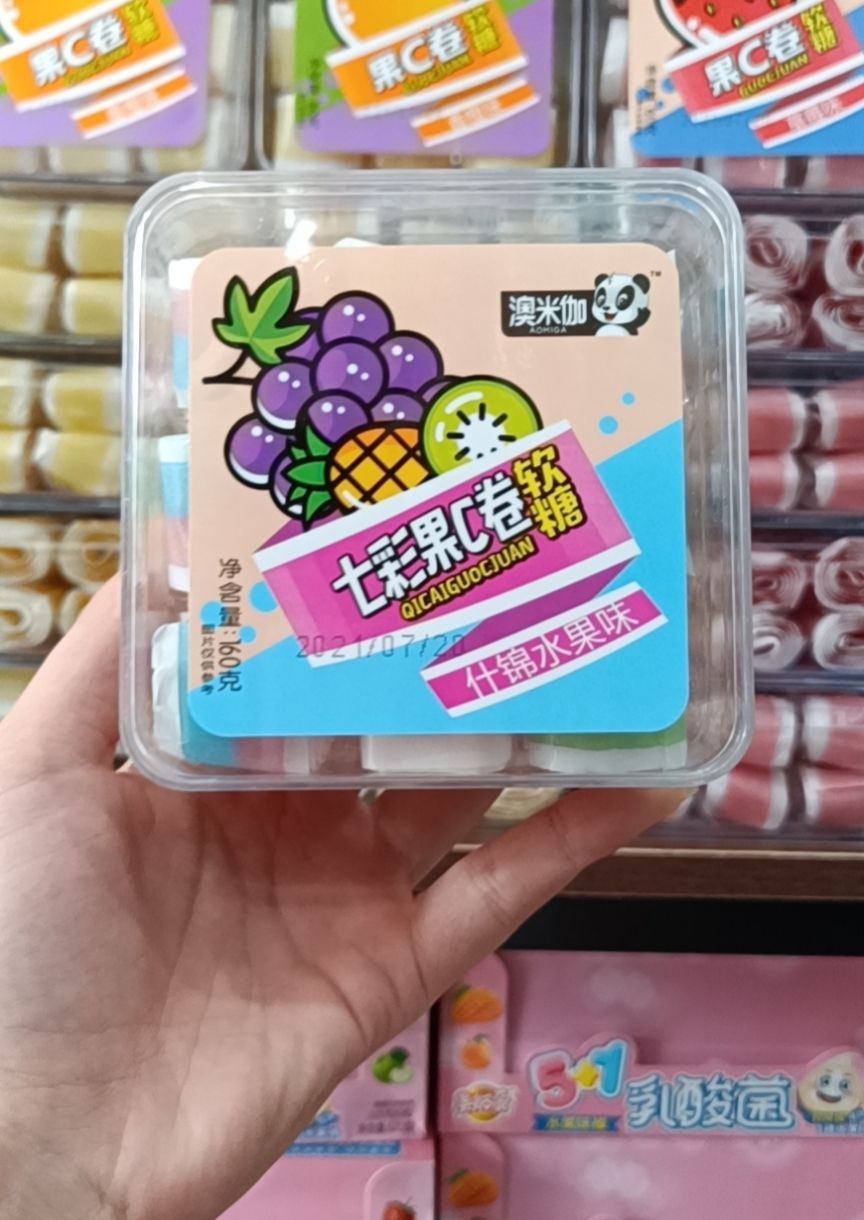 果C卷软糖
GUOCJUAN
果C卷软糖
GUOCJUAN
果C卷软糖
GUOCJUAN
澳米伽
AOMIGA
TM
七彩果C卷软糖
QICAIGUOCJUAN
什锦水果味
2021/07/20
净含量:160克
图片仅供参考
5+1
乳酸菌